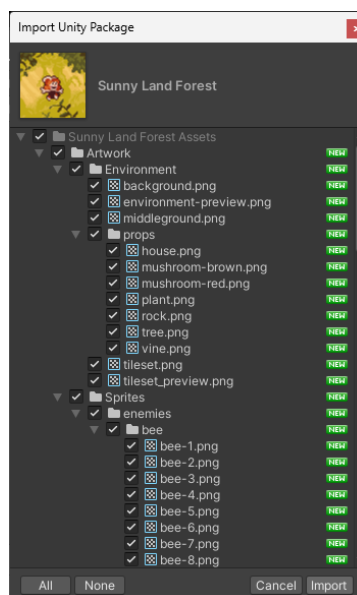 Import Unity Package
Sunny Land Forest
Sunny Land Forest Assets
Artwork NEW
Environment NEW
background.png NEW
environment-preview.png NEW
middleground.png NEW
props NEW
house.png NEW
mushroom-brown.png NEW
mushroom-red.png NEW
plant.png NEW
rock.png NEW
tree.png NEW
vine.png NEW
tileset.png NEW
tileset_preview.png NEW
Sprites NEW
enemies NEW
bee NEW
bee-1.png NEW
bee-2.png NEW
bee-3.png NEW
bee-4.png NEW
bee-5.png NEW
bee-6.png NEW
bee-7.png NEW
bee-8.png NEW
All None Cancel Import